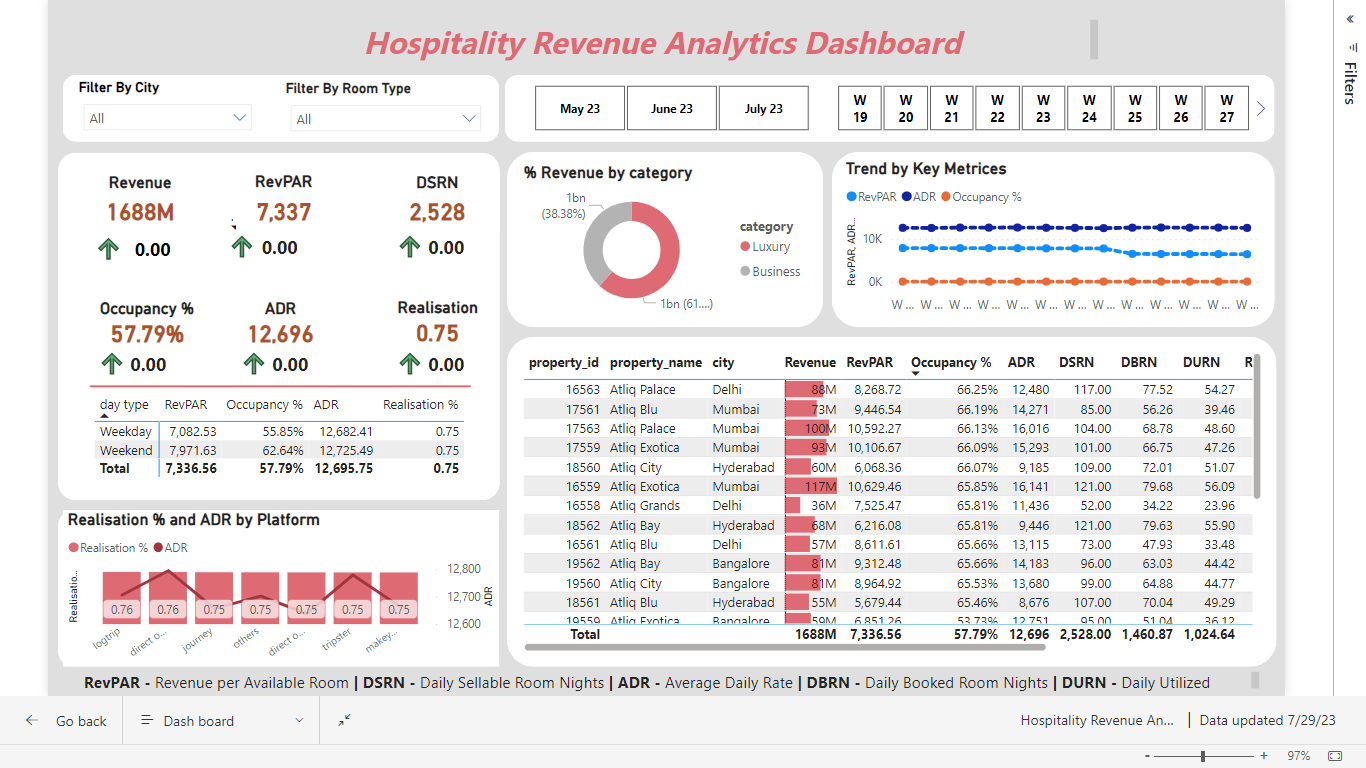 Hospitality Revenue Analytics Dashboard
«
Filters
Filter By City
Filter By Room Type
All
All
May 23 June 23 July 23
W 19 W 20 W 21 W 22 W 23 W 24 W 25 W 26 W 27
Revenue RevPAR DSRN
1688M 7,337 2,528
0.00 0.00 0.00
Occupancy % ADR Realisation
57.79% 12,696 0.75
0.00 0.00 0.00
day type RevPAR Occupancy % ADR Realisation %
Weekday 7,082.53 55.85% 12,682.41 0.75
Weekend 7,971.63 62.64% 12,725.49 0.75
Total 7,336.56 57.79% 12,695.75 0.75
% Revenue by category
1bn
(38.38%)
1bn (61....)
category
Luxury
Business
Trend by Key Metrics
RevPAR ADR Occupancy %
RevPAR, ADR...
10K
0K
W ... W ... W ... W ... W ... W ... W ... W ... W ... W ... W ... W ... W ...
property_id property_name city Revenue RevPAR Occupancy % ADR DSRN DBRN DURN R
16563 Atliq Palace Delhi 88M 8,268.72 66.25% 12,480 117.00 77.52 54.27
17561 Atliq Blu Mumbai 73M 9,446.54 66.19% 14,271 85.00 56.26 39.46
17563 Atliq Palace Mumbai 100M 10,592.27 66.13% 16,016 104.00 68.78 48.60
17559 Atliq Exotica Mumbai 93M 10,106.67 66.09% 15,293 101.00 66.75 47.26
18560 Atliq City Hyderabad 60M 6,068.36 66.07% 9,185 109.00 72.01 51.07
16559 Atliq Exotica Mumbai 117M 10,629.46 65.85% 16,141 121.00 79.68 56.09
16558 Atliq Grands Delhi 36M 7,525.47 65.81% 11,436 52.00 34.22 23.96
18562 Atliq Bay Hyderabad 68M 6,216.08 65.81% 9,446 121.00 79.63 55.90
16561 Atliq Blu Delhi 57M 8,611.61 65.66% 13,115 73.00 47.93 33.48
19562 Atliq Bay Bangalore 81M 9,312.48 65.66% 14,183 96.00 63.03 44.42
19560 Atliq City Bangalore 81M 8,964.92 65.53% 13,680 99.00 64.88 44.77
18561 Atliq Blu Hyderabad 55M 5,679.44 65.46% 8,676 107.00 70.04 49.29
19559 Atliq Exotica Bangalore 59M 6,851.26 53.73% 12,751 95.00 51.04 36.12
Total 1688M 7,336.56 57.79% 12,696 2,528.00 1,460.87 1,024.64
Realisation % and ADR by Platform
Realisation % ADR
Realisatio...
0.76 0.76 0.75 0.75 0.75 0.75 0.75
logtrip direct o... journey others direct o... tripster makey...
12,800
12,700
12,600
ADR
RevPAR - Revenue per Available Room | DSRN - Daily Sellable Room Nights | ADR - Average Daily Rate | DBRN - Daily Booked Room Nights | DURN - Daily Utilized
Go back Dash board Hospitality Revenue An... | Data updated 7/29/23
- + 97%